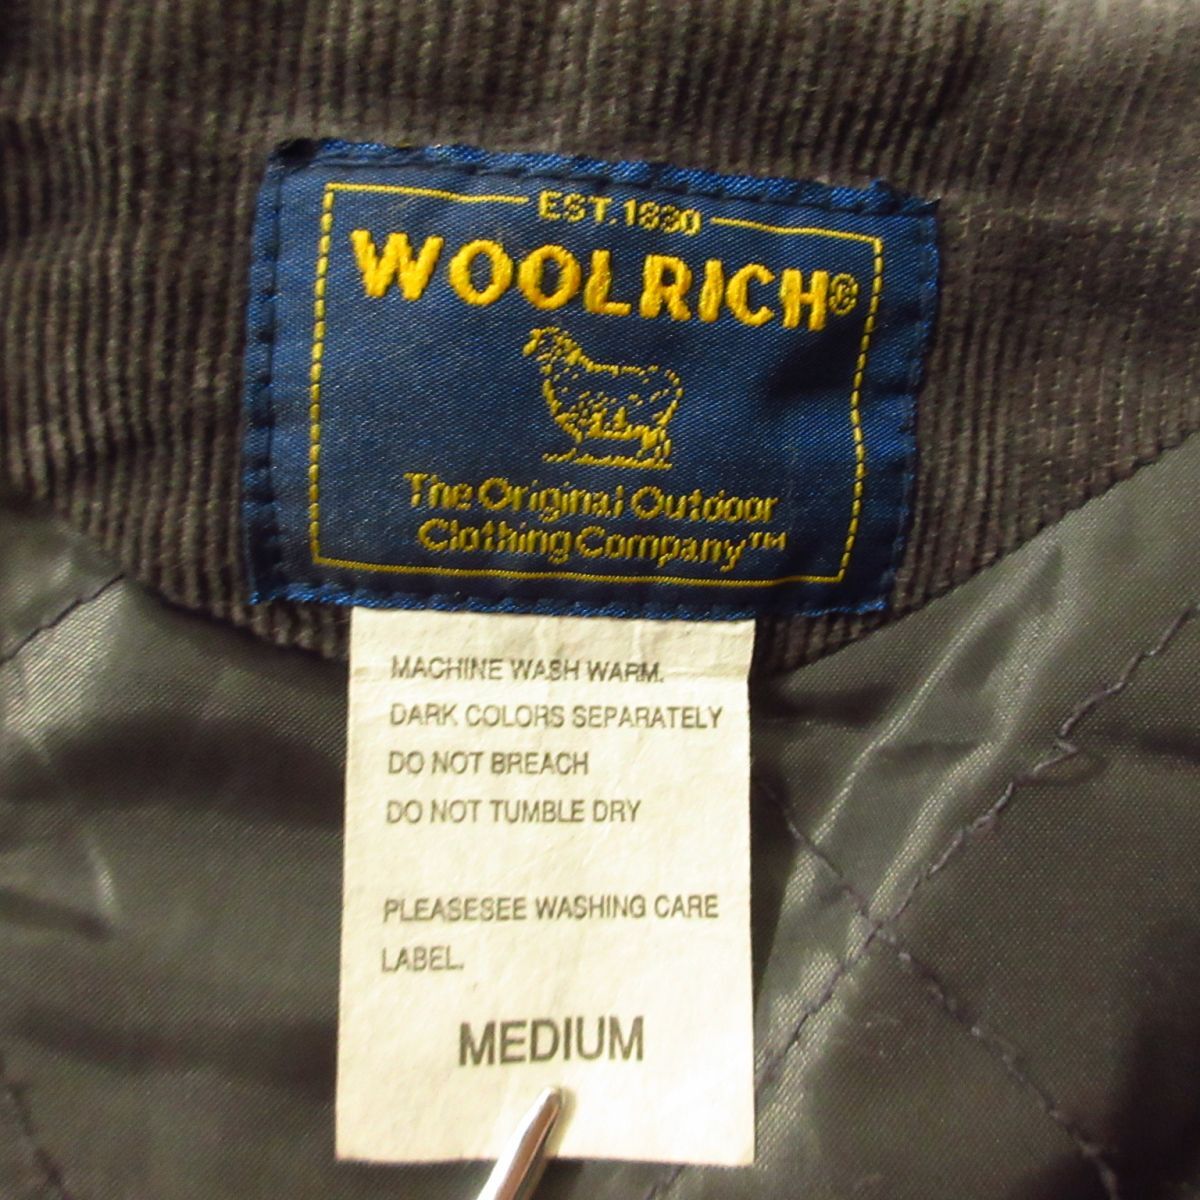 EST.1830
WOOLRICH®
The Original Outdoor
Clothing Company™
MACHINE WASH WARM.
DARK COLORS SEPARATELY
DO NOT BREACH
DO NOT TUMBLE DRY
PLEASESEE WASHING CARE
LABEL.
MEDIUM